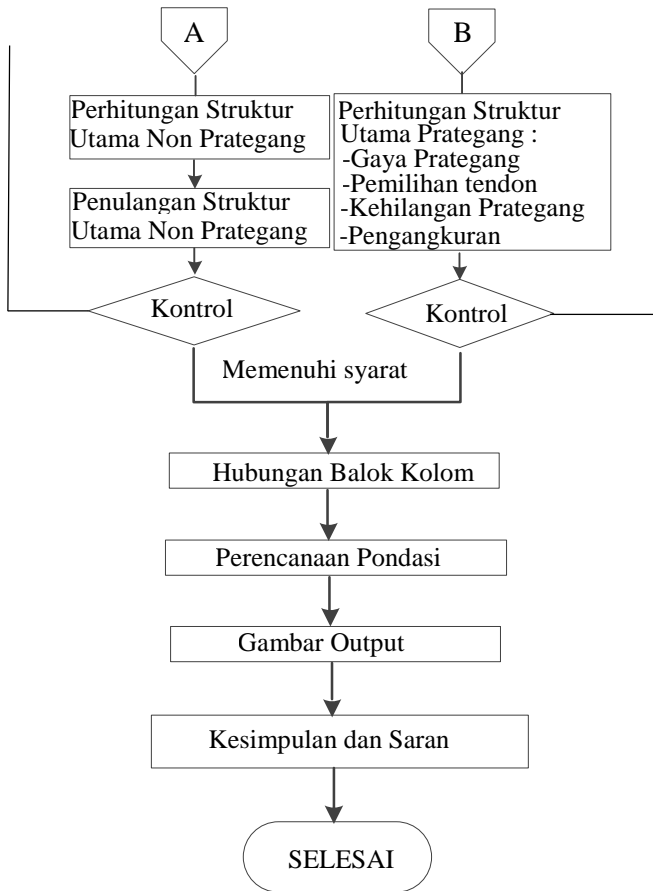 A
B
Perhitungan Struktur
Utama Non Prategang
Penulangan Struktur
Utama Non Prategang
Kontrol
Perhitungan Struktur
Utama Prategang :
-Gaya Prategang
-Pemilihan tendon
-Kehilangan Prategang
-Pengangkuran
Kontrol
Memenuhi syarat
Hubungan Balok Kolom
Perencanaan Pondasi
Gambar Output
Kesimpulan dan Saran
SELESAI